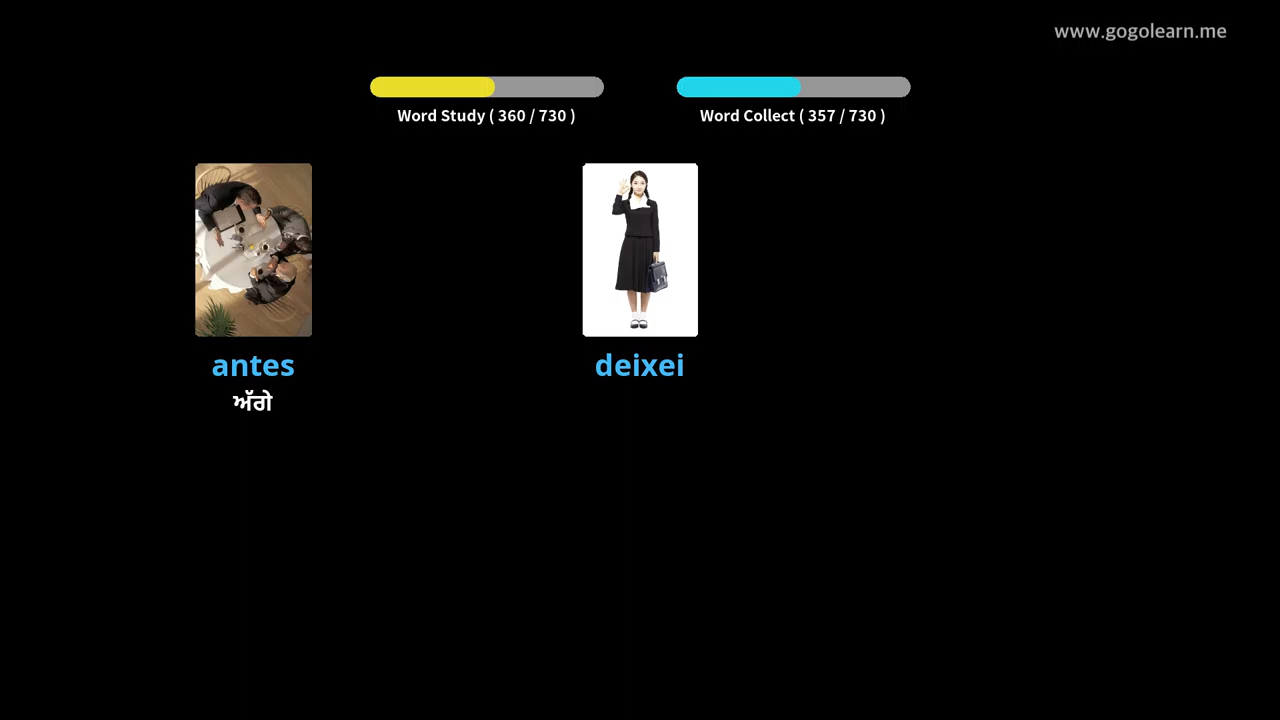 www.gogolearn.me
Word Study ( 360 / 730 )
Word Collect ( 357 / 730 )
antes
deixei
ਅੱਗੇ